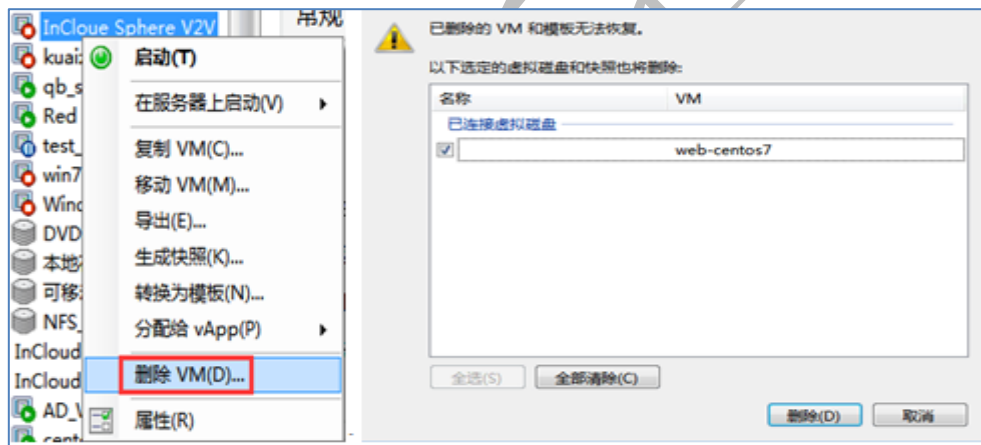 InCloue Sphere V2V
常规
kuai
启动(T)
qb_s
在服务器上启动(V)
Red
test_
复制 VM(C)...
win7
移动 VM(M)...
Wind
导出(E)...
DVD
生成快照(K)...
本地
可移
转换为模板(N)...
NFS_
分配给 vApp(P)
InCloud
InCloud
删除 VM(D)...
AD_V
属性(R)
cent
已删除的 VM 和模板无法恢复。
以下选定的虚拟磁盘和快照也将删除:
名称 VM
已连接虚拟磁盘
web-centos7
全选(S) 全部清除(C)
删除(D) 取消